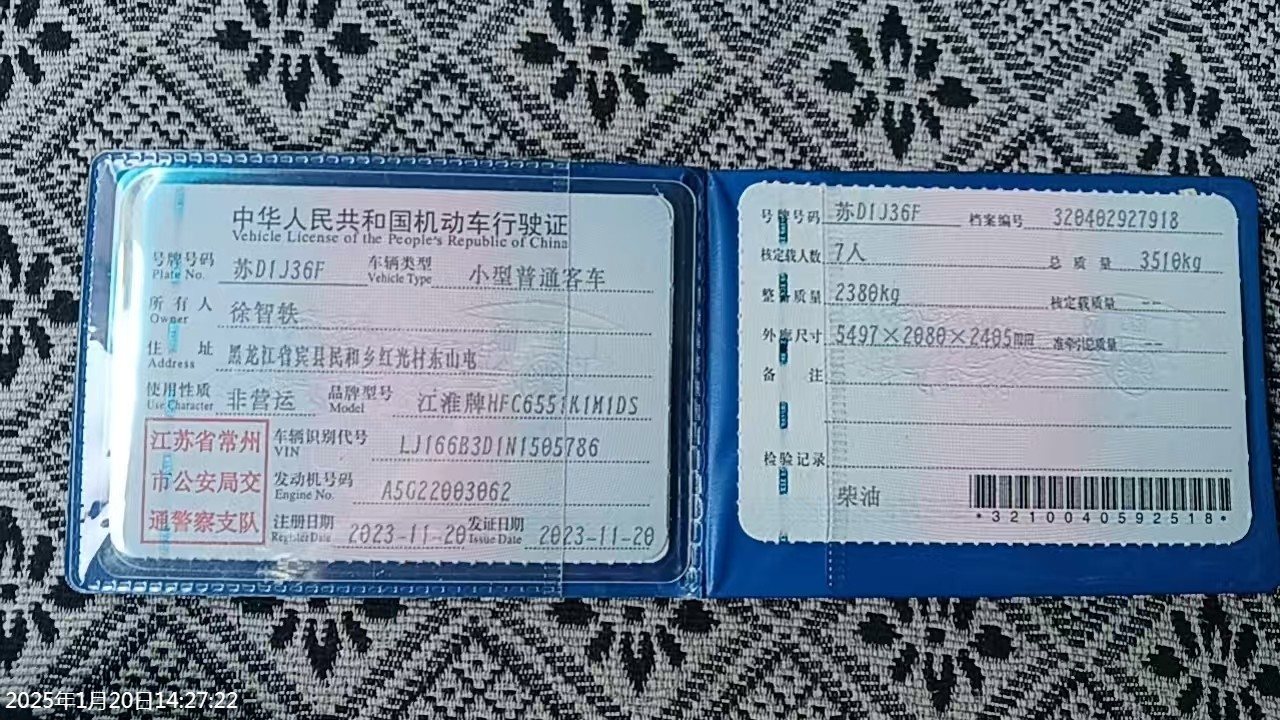 中华人民共和国机动车行驶证
Vehicle License of the People's Republic of China
号牌号码 苏D1J36F 车辆类型 小型普通客车
Plate No. Vehicle Type
所有人 徐智轶
Owner
住址 黑龙江省宾县民和乡红光村东山屯
Address
使用性质 非营运 品牌型号 江淮牌HFC6551K1M1DS
Use Character Model
江苏省常州
市公安局交
通警察支队
车辆识别代号 LJ166B3D1N1505786
VIN
发动机号码 A5G22003062
Engine No.
注册日期 2023-11-20 发证日期 2023-11-20
Register Date Issue Date
号牌号码 苏D1J36F 档案编号 320402927918
核定载人数 7人 总质量 3510kg
整备质量 2380kg 核定载质量 --
外廓尺寸 5497×2080×2405mm 准牵引总质量 --
备注
检验记录
柴油
*3210040592518*
2025年1月20日14:27:22